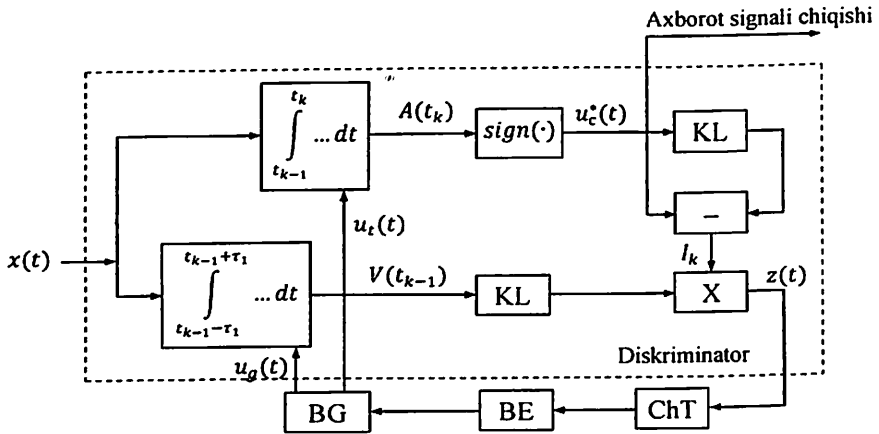 Axborot signali chiqishi
t_k
∫ ... dt
t_{k-1}
A(t_k)
sign(·)
u_c^*(t)
KL
u_t(t)
−
x(t)
t_{k-1}+τ_1
∫ ... dt
t_{k-1}−τ_1
V(t_{k-1})
KL
I_k
X
z(t)
Diskriminator
u_g(t)
BG
BE
ChT